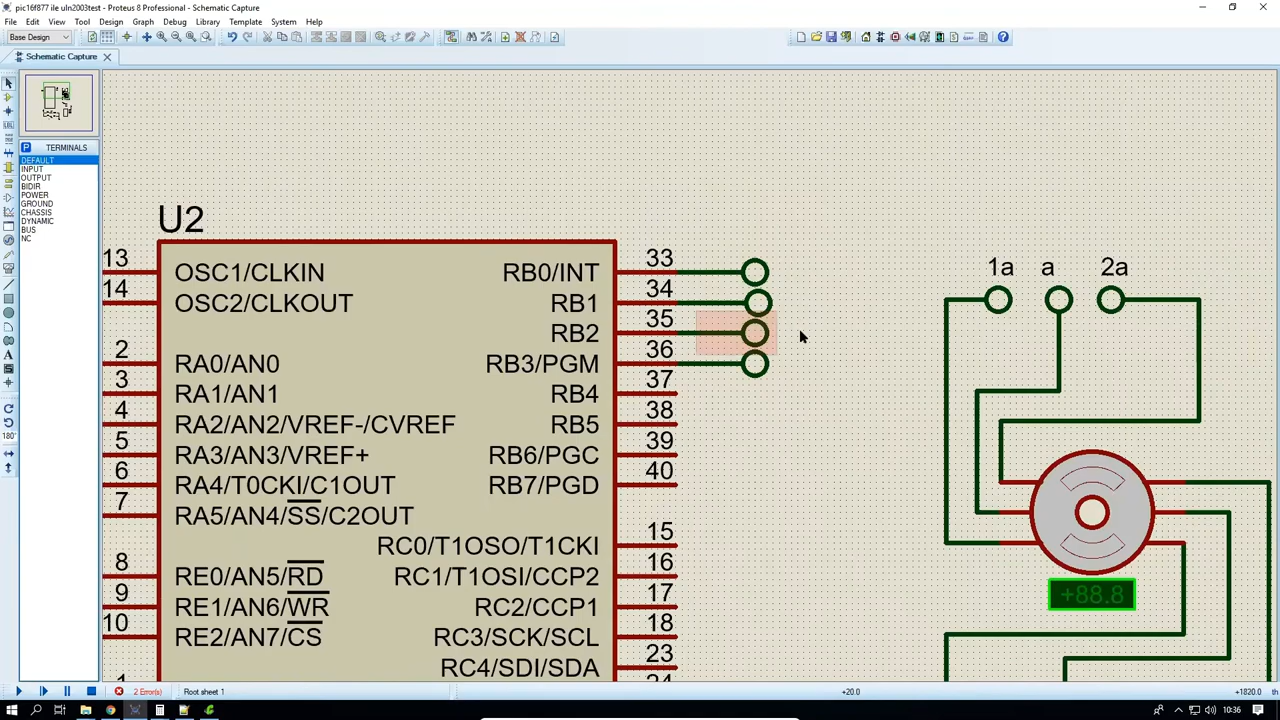 pic16f877 ile uln2003test - Proteus 8 Professional - Schematic Capture
File Edit View Tool Design Graph Debug Library Template System Help
Base Design
Schematic Capture
P TERMINALS
DEFAULT
INPUT
OUTPUT
BIDIR
POWER
GROUND
CHASSIS
DYNAMIC
BUS
NC
180°
U2
13 OSC1/CLKIN RB0/INT 33
14 OSC2/CLKOUT RB1 34
RB2 35
2 RA0/AN0 RB3/PGM 36
3 RA1/AN1 RB4 37
4 RA2/AN2/VREF-/CVREF RB5 38
5 RA3/AN3/VREF+ RB6/PGC 39
6 RA4/T0CKI/C1OUT RB7/PGD 40
7 RA5/AN4/SS/C2OUT
RC0/T1OSO/T1CKI 15
8 RE0/AN5/RD RC1/T1OSI/CCP2 16
9 RE1/AN6/WR RC2/CCP1 17
10 RE2/AN7/CS RC3/SCK/SCL 18
1 RC4/SDI/SDA 23
24
1a a 2a
+88.8
2 Error(s) Root sheet 1 +20.0 +1820.0 th
10:36